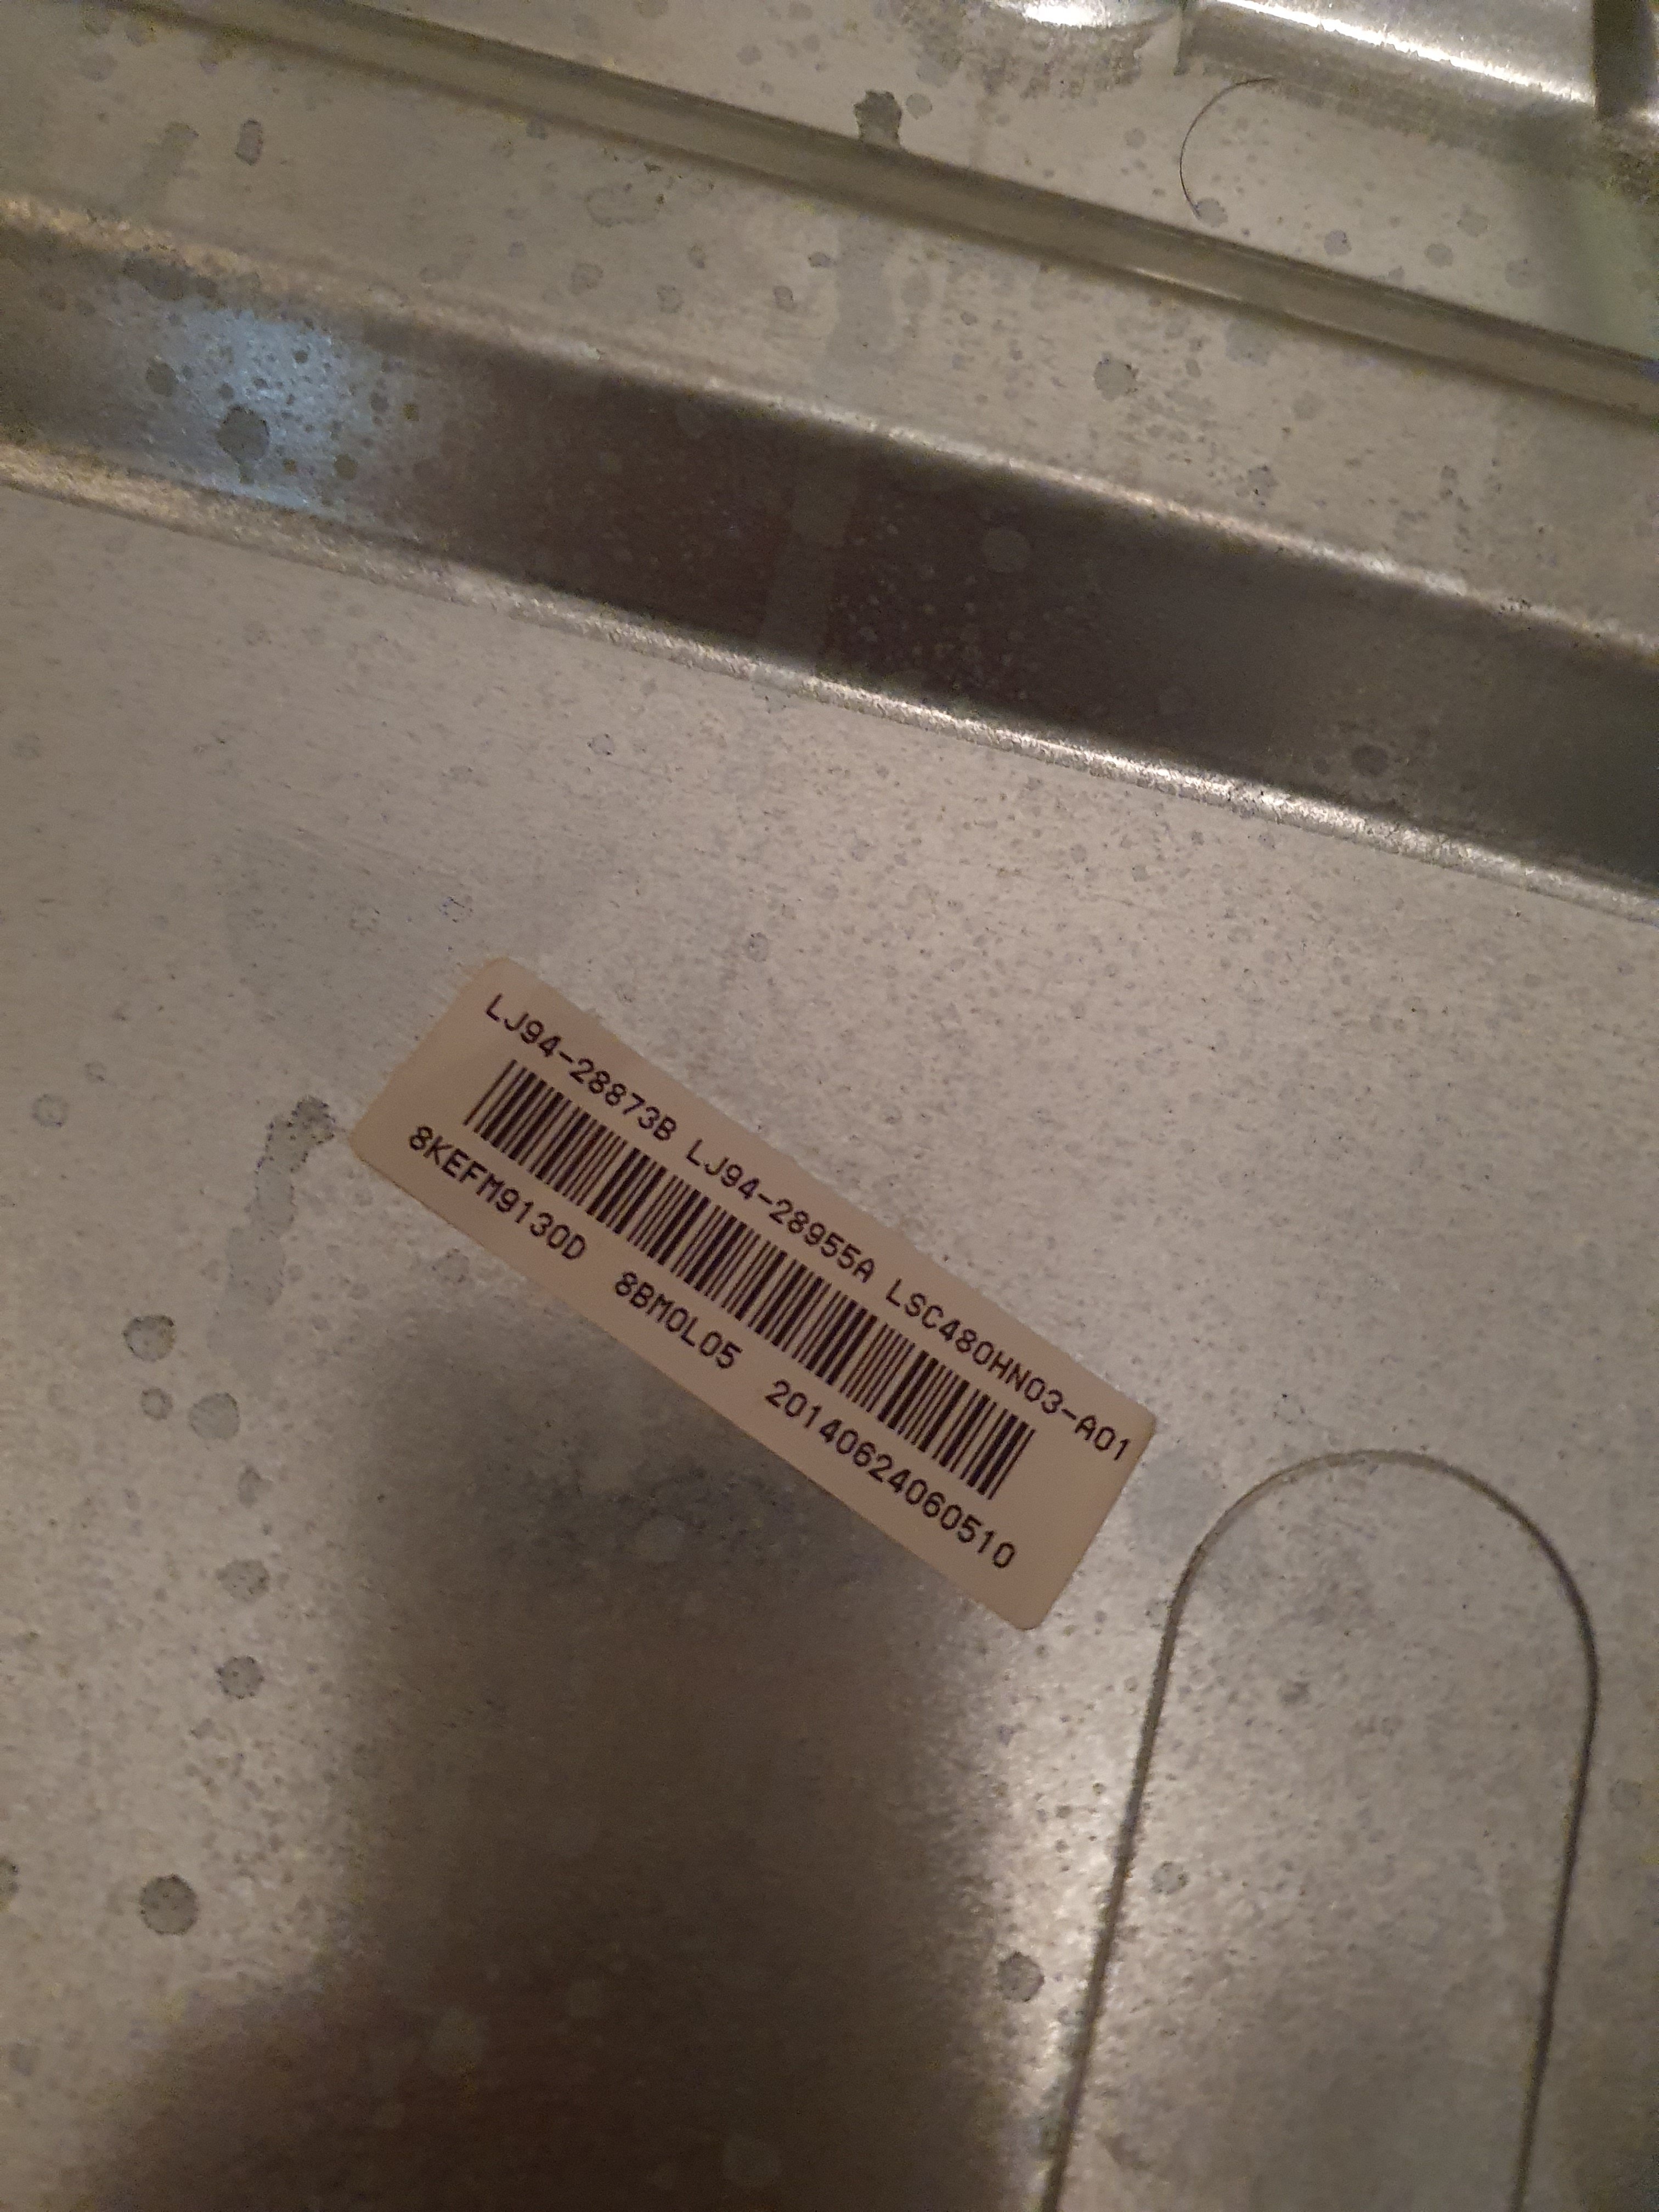 LJ94-28873B LJ94-28955A LSC480HN03-A01
8KEFM9130D 8BM0L05 20140624060510